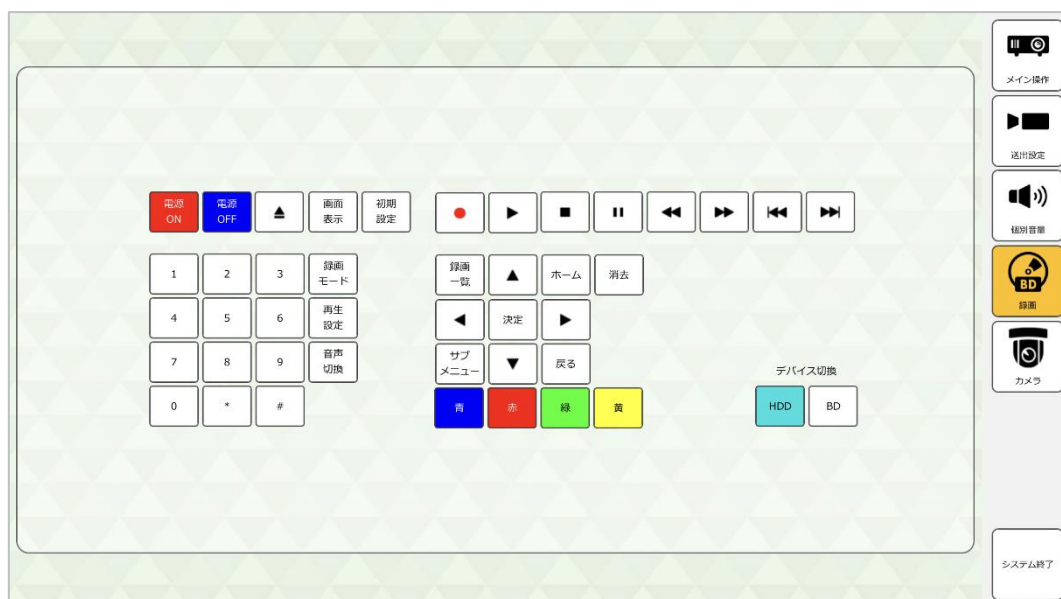 メイン操作
送出設定
個別音量
BD
録画
カメラ
システム終了
電源
ON
電源
OFF
画面
表示
初期
設定
1
2
3
録画
モード
4
5
6
再生
設定
7
8
9
音声
切換
0
*
#
録画
一覧
ホーム
消去
決定
サブ
メニュー
戻る
青
赤
緑
黄
デバイス切換
HDD
BD